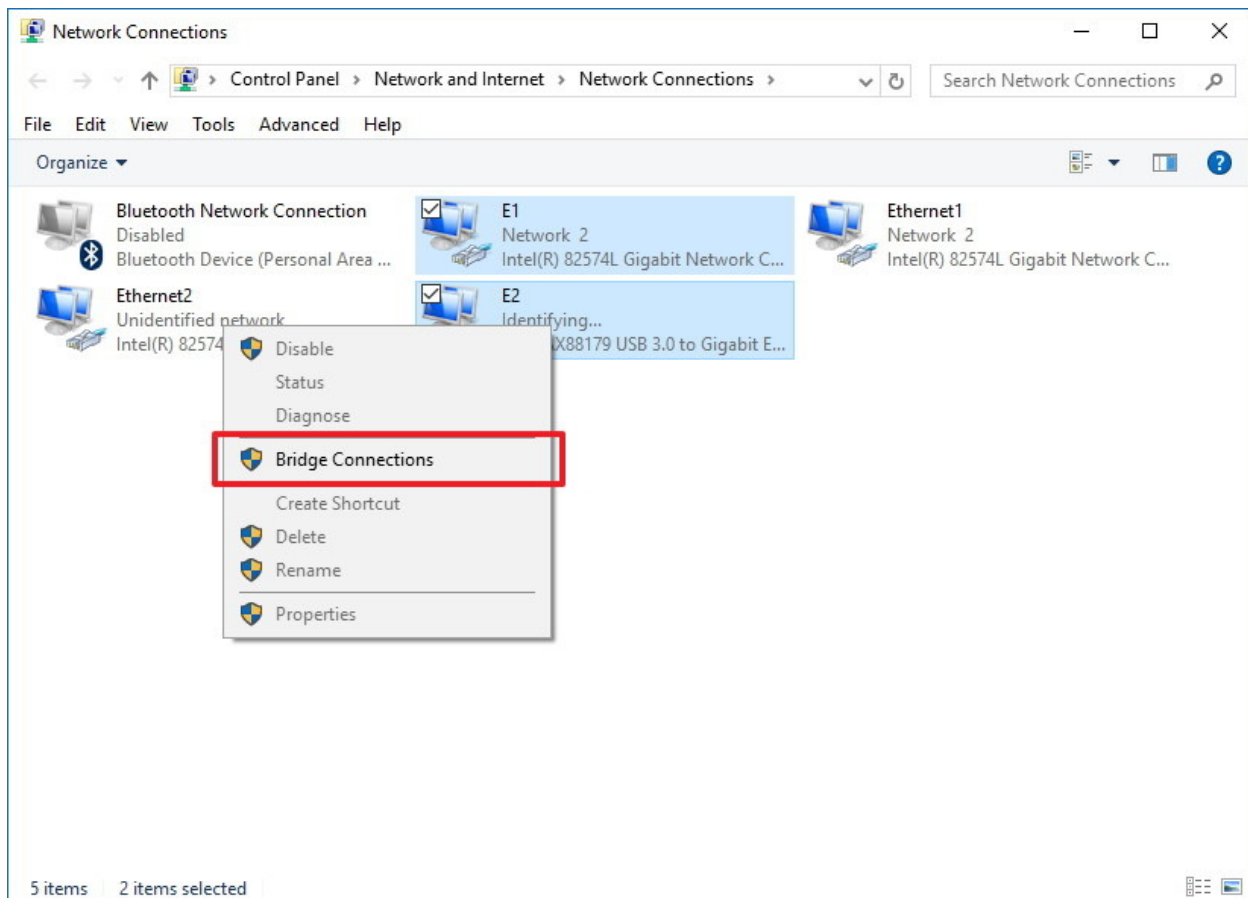 Network Connections
Control Panel > Network and Internet > Network Connections >
Search Network Connections
File Edit View Tools Advanced Help
Organize
Bluetooth Network Connection
Disabled
Bluetooth Device (Personal Area ...
E1
Network 2
Intel(R) 82574L Gigabit Network C...
Ethernet1
Network 2
Intel(R) 82574L Gigabit Network C...
Ethernet2
Unidentified network
Intel(R) 82574
E2
Identifying...
X88179 USB 3.0 to Gigabit E...
Disable
Status
Diagnose
Bridge Connections
Create Shortcut
Delete
Rename
Properties
5 items 2 items selected